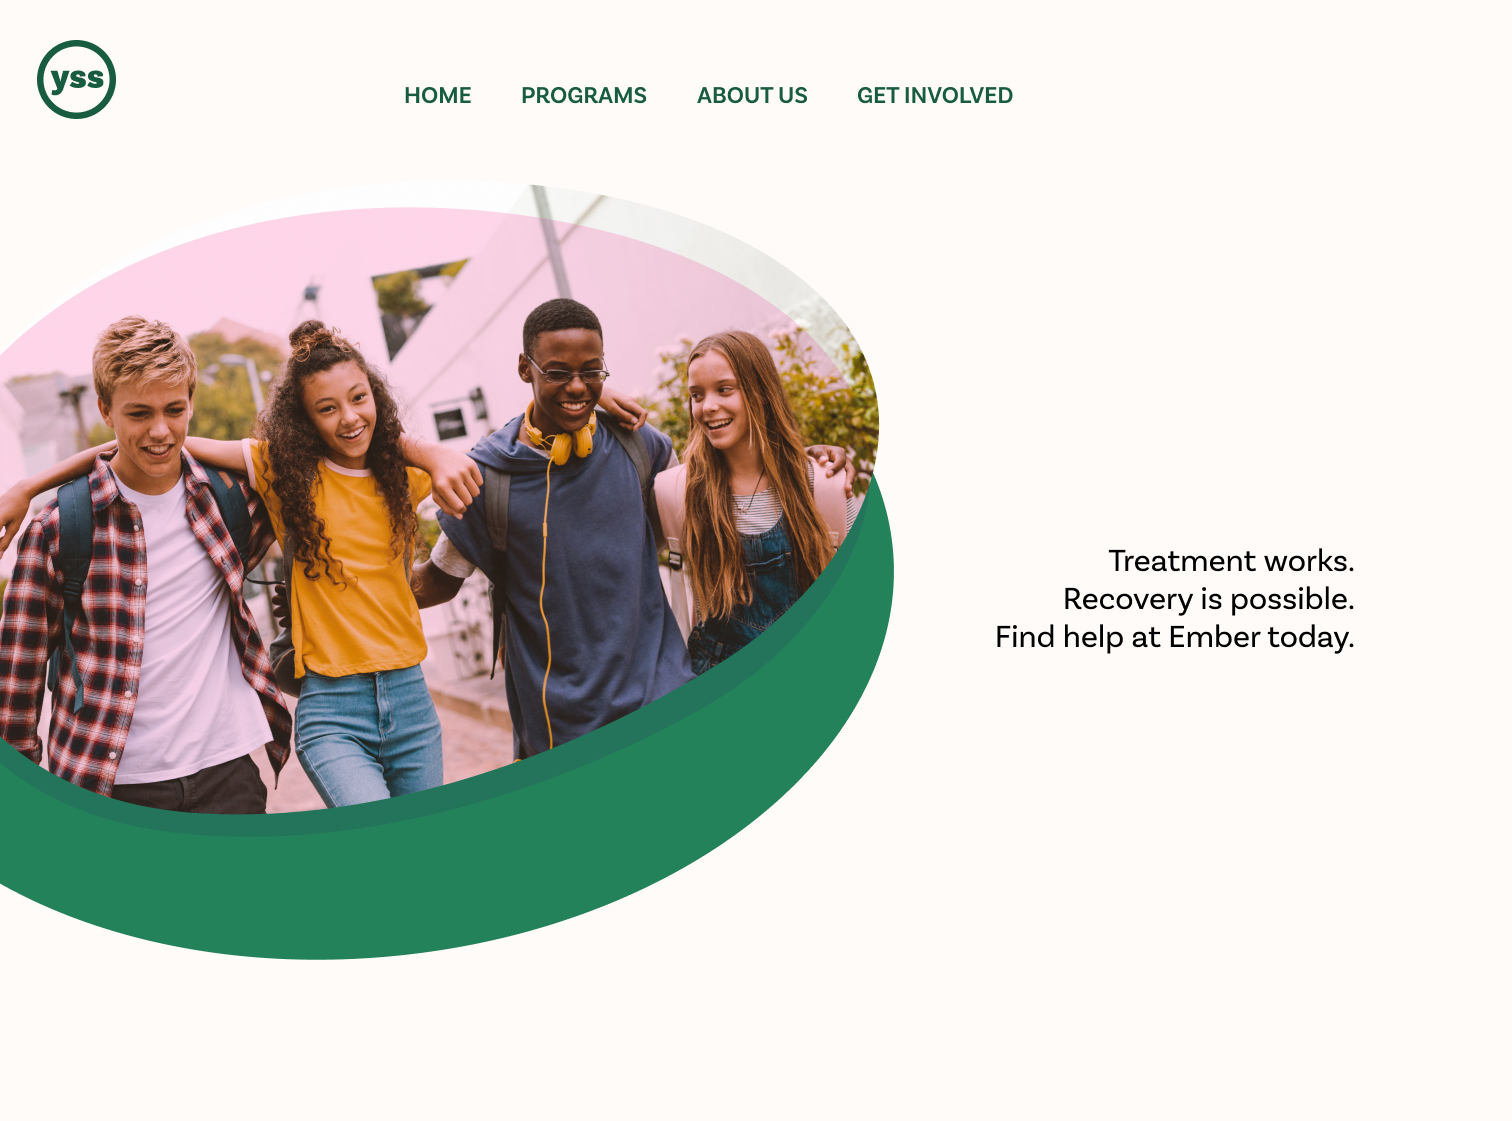 yss
HOME PROGRAMS ABOUT US GET INVOLVED
Treatment works.
Recovery is possible.
Find help at Ember today.